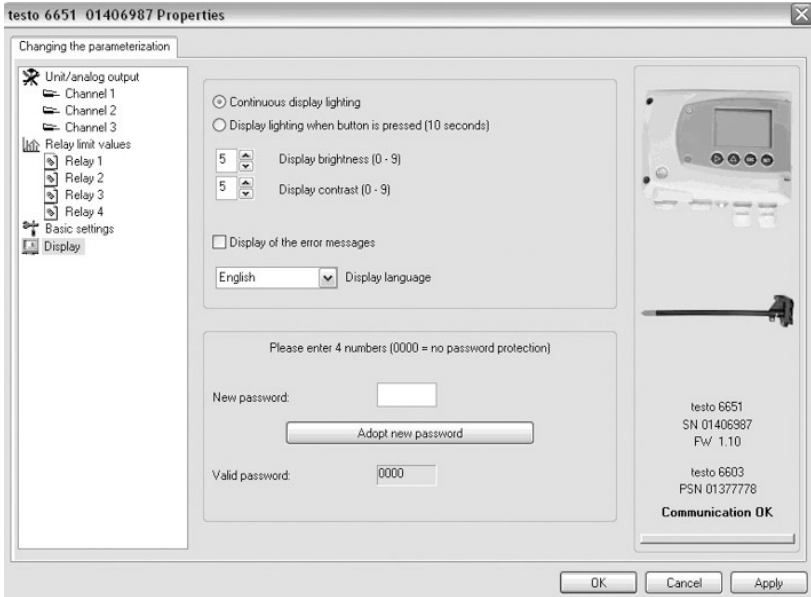 testo 6651 01406987 Properties
Changing the parameterization
Unit/analog output
Channel 1
Channel 2
Channel 3
Relay limit values
Relay 1
Relay 2
Relay 3
Relay 4
Basic settings
Display
Continuous display lighting
Display lighting when button is pressed (10 seconds)
5 Display brightness (0 - 9)
5 Display contrast (0 - 9)
Display of the error messages
English Display language
Please enter 4 numbers (0000 = no password protection)
New password:
Adopt new password
Valid password: 0000
testo 6651
SN 01406987
FW 1.10
testo 6603
PSN 01377778
Communication OK
OK Cancel Apply